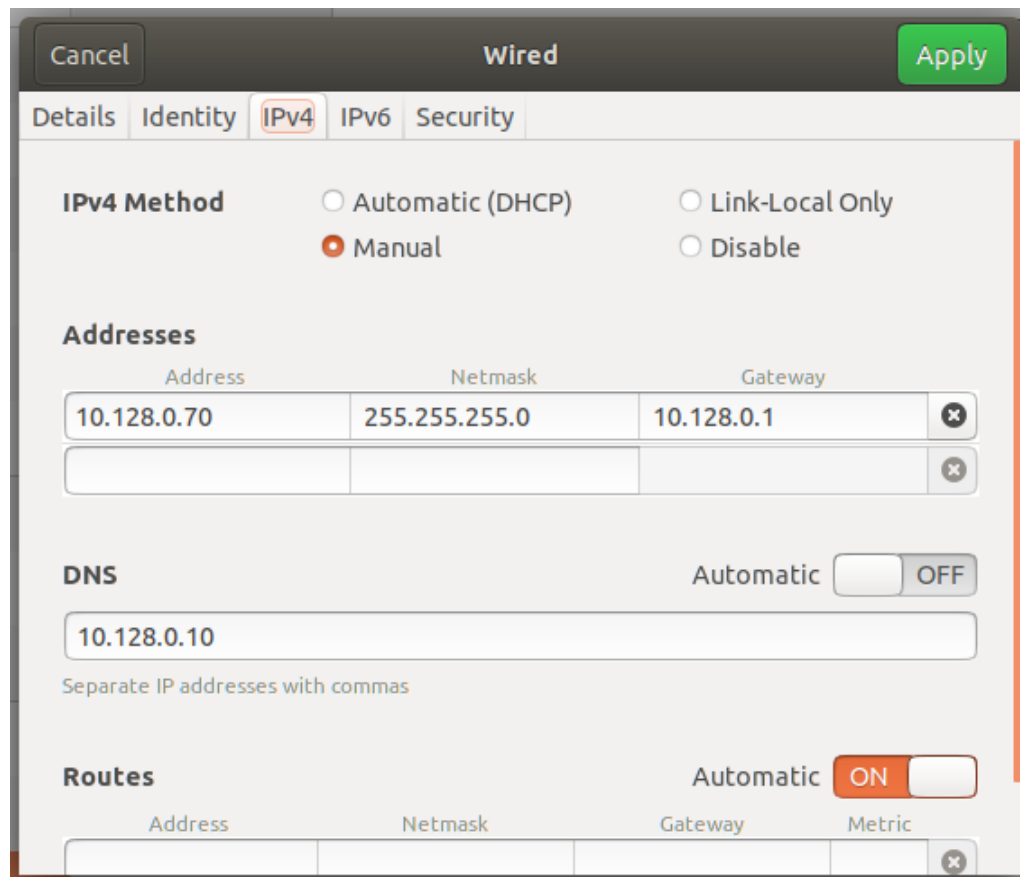 Cancel Wired Apply
Details Identity IPv4 IPv6 Security
IPv4 Method Automatic (DHCP) Link-Local Only
Manual Disable
Addresses
Address Netmask Gateway
10.128.0.70 255.255.255.0 10.128.0.1
DNS Automatic OFF
10.128.0.10
Separate IP addresses with commas
Routes Automatic ON
Address Netmask Gateway Metric